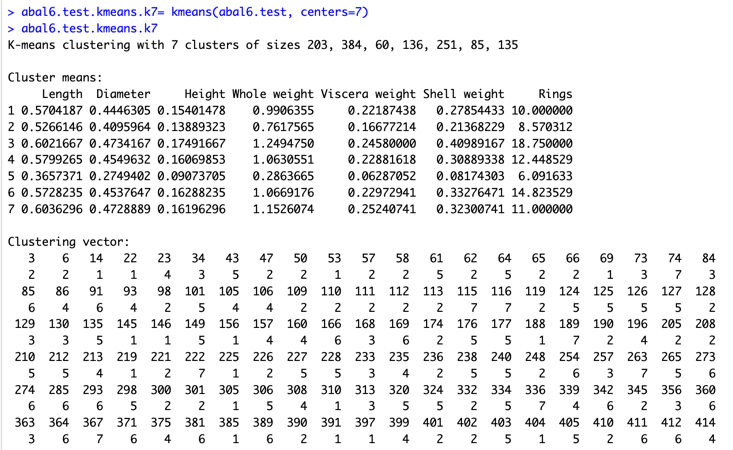 > abal6.test.kmeans.k7= kmeans(abal6.test, centers=7)
> abal6.test.kmeans.k7
K-means clustering with 7 clusters of sizes 203, 384, 60, 136, 251, 85, 135
Cluster means:
Length Diameter Height Whole weight Viscera weight Shell weight Rings
1 0.5704187 0.4446305 0.15401478 0.9906355 0.22187438 0.27854433 10.000000
2 0.5266146 0.4095964 0.13889323 0.7617565 0.16677214 0.21368229 8.570312
3 0.6021667 0.4734167 0.17491667 1.2494750 0.24580000 0.40989167 18.750000
4 0.5799265 0.4549632 0.16069853 1.0630551 0.22881618 0.30889338 12.448529
5 0.3657371 0.2749402 0.09073705 0.2863665 0.06287052 0.08174303 6.091633
6 0.5728235 0.4537647 0.16288235 1.0669176 0.22972941 0.33276471 14.823529
7 0.6036296 0.4728889 0.16196296 1.1526074 0.25240741 0.32300741 11.000000
Clustering vector:
3 6 14 22 23 34 43 47 50 53 57 58 61 62 64 65 66 69 73 74 84
2 2 1 1 4 3 5 2 2 1 2 2 5 2 5 2 2 1 3 7 3
85 86 91 93 98 101 105 106 109 110 111 112 113 115 116 119 124 125 126 127 128
6 4 6 4 2 5 4 4 2 2 2 2 2 7 7 2 5 5 5 5 2
129 130 135 145 146 149 156 157 160 166 168 169 174 176 177 188 189 190 196 205 208
3 3 5 1 1 5 1 4 4 6 3 6 2 5 5 1 7 2 4 2 2
210 212 213 219 221 222 225 226 227 228 233 235 236 238 240 248 254 257 263 265 273
5 5 4 1 2 7 1 2 5 5 3 4 2 5 5 2 6 3 7 5 6
274 285 293 298 300 301 305 306 308 310 313 320 324 332 334 336 339 342 345 356 360
6 6 6 5 2 2 1 5 4 1 3 5 5 2 5 7 4 6 2 3 6
363 364 367 371 375 381 385 389 390 391 397 399 401 402 403 404 405 410 411 412 414
3 6 7 6 4 6 1 6 2 1 1 4 2 2 5 1 5 2 6 6 4